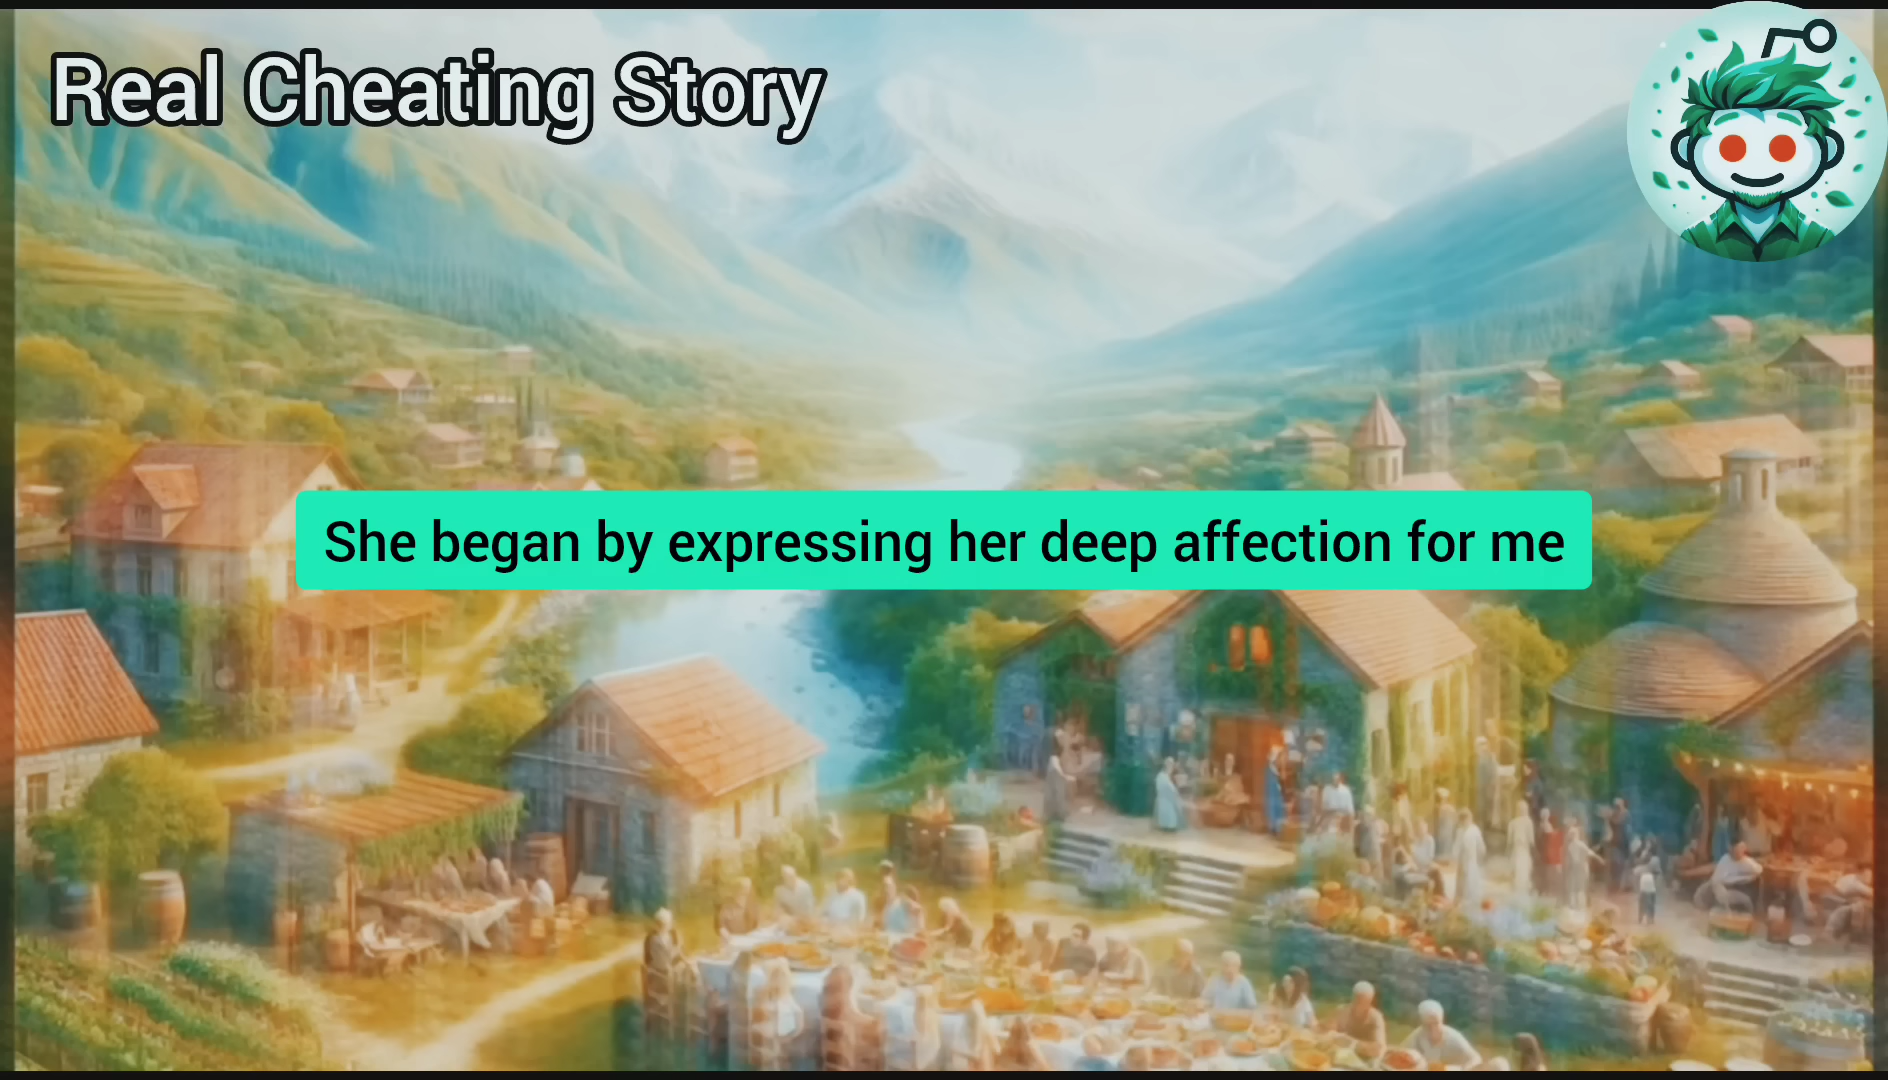 Real Cheating Story
She began by expressing her deep affection for me